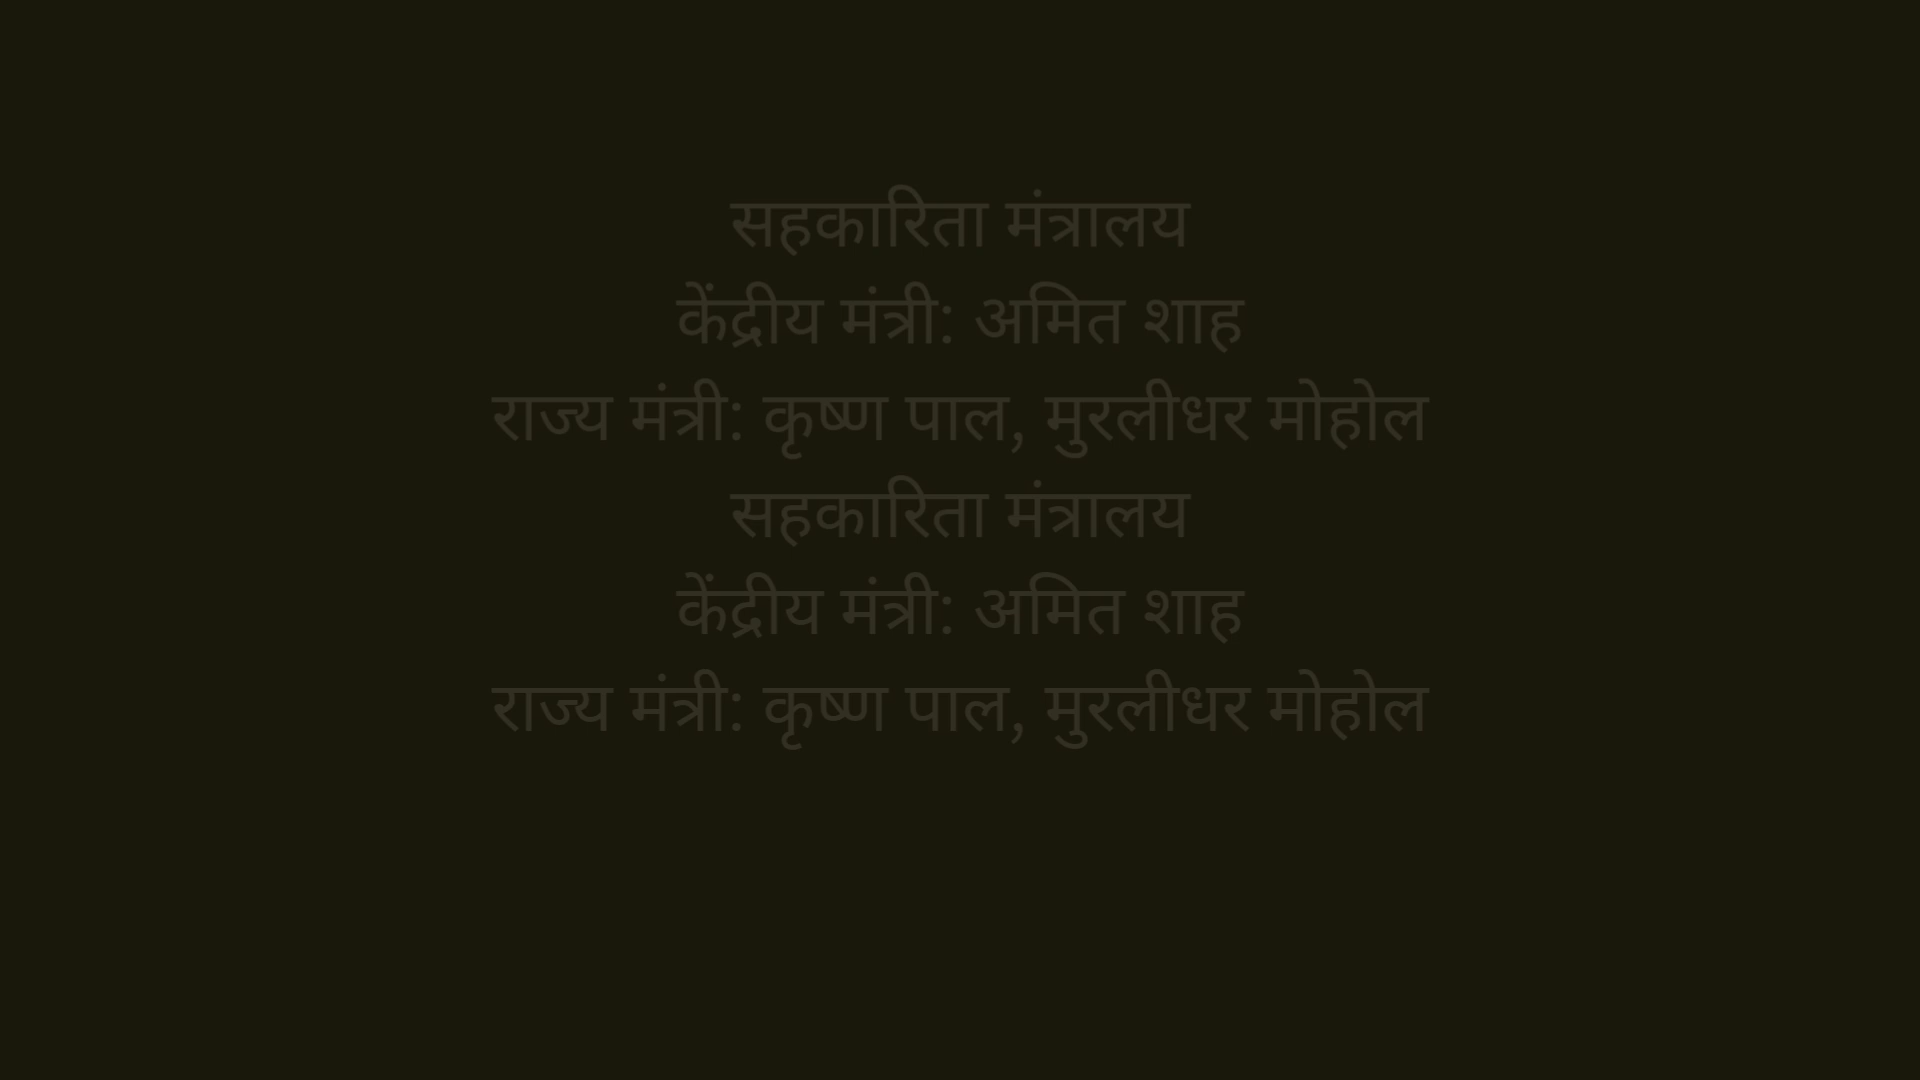 सहकारिता मंत्रालय
केंद्रीय मंत्री: अमित शाह
राज्य मंत्री: कृष्ण पाल, मुरलीधर मोहोल
सहकारिता मंत्रालय
केंद्रीय मंत्री: अमित शाह
राज्य मंत्री: कृष्ण पाल, मुरलीधर मोहोल